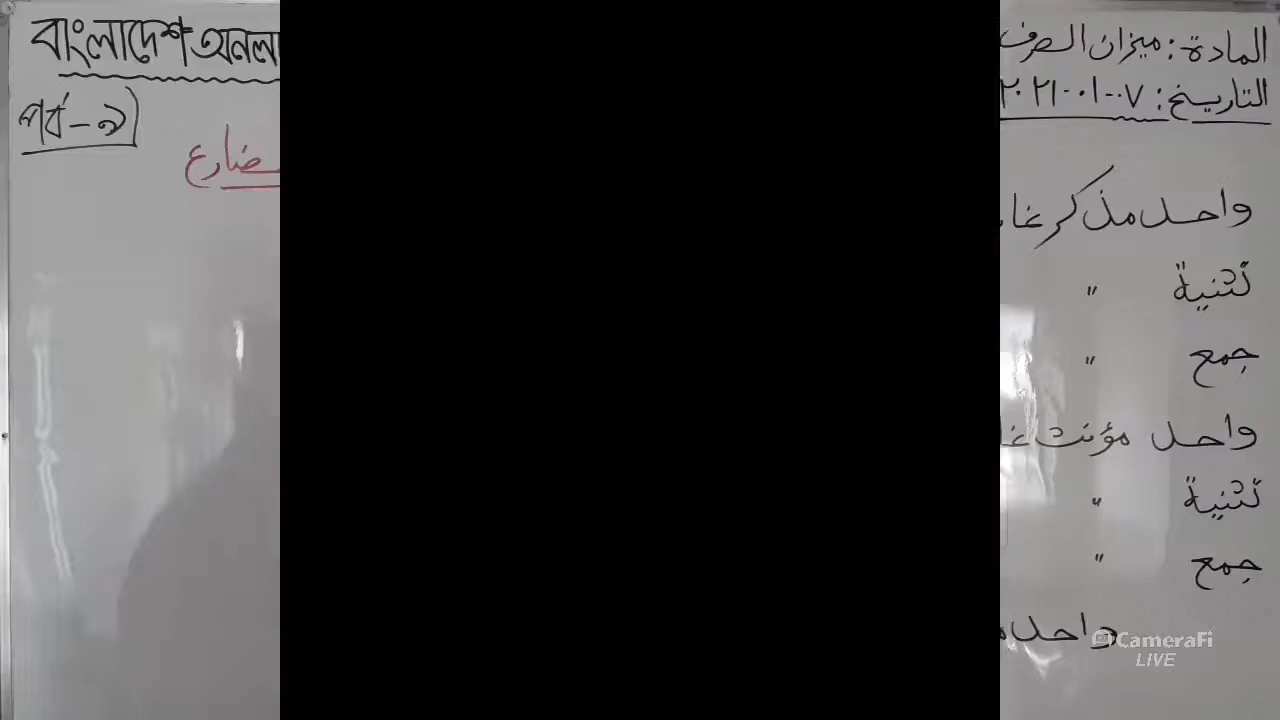 বাংলাদেশ অনলা
পর্ব-৯
ضارع
المادة: ميزان الصرف
التاريخ: ٠٧-٠١-٢٠٢١
واحد مذكر غا
تثنية "
جمع "
واحد مؤنث غا
تثنية "
جمع "
واحد م
CameraFi
LIVE